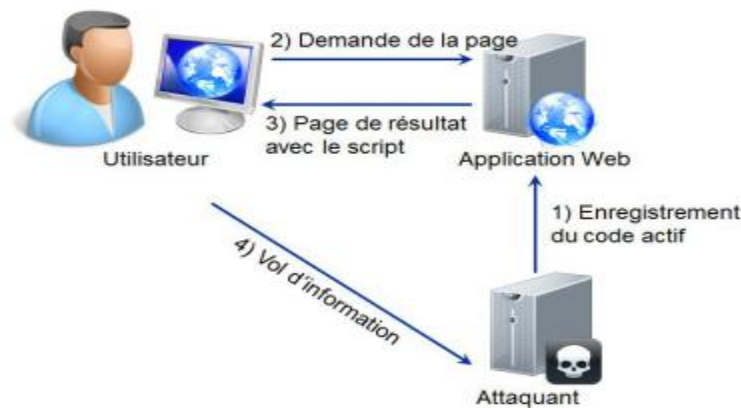 2) Demande de la page
3) Page de résultat
avec le script
Utilisateur
Application Web
1) Enregistrement
du code actif
4) Vol d'information
Attaquant